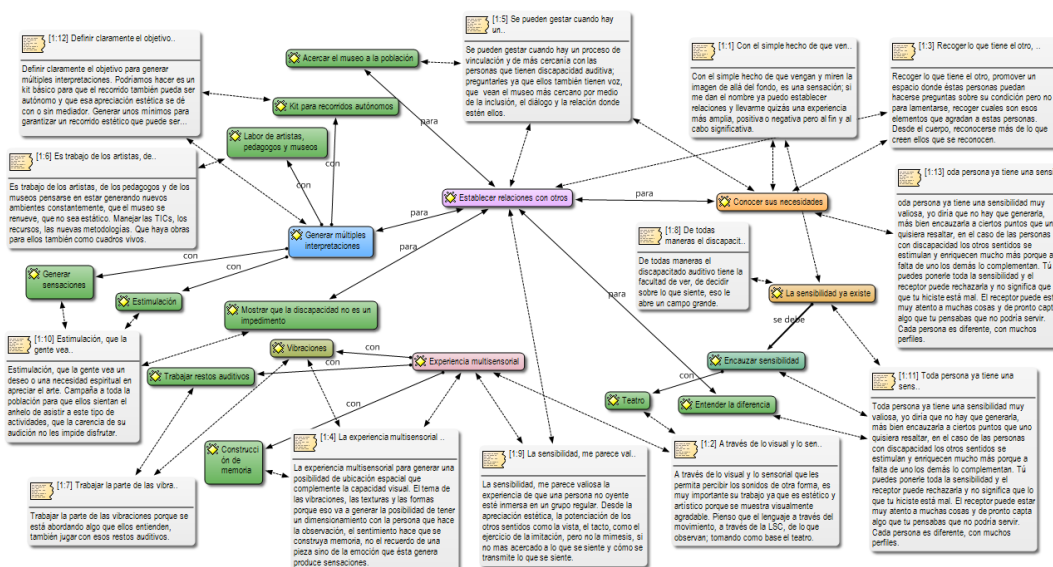 [1:12] Definir claramente el objetivo..
Definir claramente el objetivo para generar
múltiples interpretaciones. Podríamos hacer es un
kit básico para que el recorrido también pueda ser
autónomo y que esa apreciación estética se dé
con o sin mediador. Generar unos mínimos para
garantizar un recorrido estético que puede ser...
[1:6] Es trabajo de los artistas, de..
Es trabajo de los artistas, de los pedagogos y de los
museos pensarse en estar generando nuevos
ambientes constantemente, que el museo se
renueve, que no sea estático. Manejar las TICs, los
recursos, las nuevas metodologías. Que haya obras
para ellos también como cuadros vivos.
Acercar el museo a la población
Kit para recorridos autónomos
Labor de artistas,
pedagogos y museos
Generar múltiples
interpretaciones
Generar
sensaciones
Estimulación
Mostrar que la discapacidad no es un
impedimento
Vibraciones
Trabajar restos auditivos
Construcci
ón de
memoria
Experiencia multisensorial
Establecer relaciones con otros
Conocer sus necesidades
La sensibilidad ya existe
Encauzar sensibilidad
Teatro
Entender la diferencia
para
para
para
para
para
para
con
con
con
con
con
con
con
con
se debe
[1:5] Se pueden gestar cuando hay
un..
Se pueden gestar cuando hay un proceso de
vinculación y de más cercanía con las
personas que tienen discapacidad auditiva;
preguntarles ya que ellos también tienen voz,
que vean el museo más cercano por medio
de la inclusión, el diálogo y la relación donde
estén ellos.
[1:1] Con el simple hecho de que ven..
Con el simple hecho de que vengan y miren la
imagen de allá del fondo, es una sensación; si
me dan el nombre ya puedo establecer
relaciones y llevarme quizás una experiencia
más amplia, positiva o negativa pero al fin y al
cabo significativa.
[1:3] Recoger lo que tiene el otro, ..
Recoger lo que tiene el otro, promover un
espacio donde éstas personas puedan
hacerse preguntas sobre su condición pero no
para lamentarse, recoger cuales son esos
elementos que agradan a estas personas.
Desde el cuerpo, reconocerse más de lo que
creen ellos que se reconocen.
[1:13] oda persona ya tiene una sensi
oda persona ya tiene una sensibilidad muy
valiosa, yo diría que no hay que generarla,
más bien encauzarla a ciertos puntos que uno
quisiera resaltar, en el caso de las personas
con discapacidad los otros sentidos se
estimulan y enriquecen mucho más porque a
falta de uno los demás lo complementan. Tú
puedes ponerle toda la sensibilidad y el
receptor puede rechazarla y no significa que
que tu hiciste está mal. El receptor puede est
muy atento a muchas cosas y de pronto capta
algo que tu pensabas que no podría servir.
Cada persona es diferente, con muchos
perfiles.
[1:8] De todas
maneras el discapacit..
De todas maneras el
discapacitado auditivo tiene la
facultad de ver, de decidir
sobre lo que siente, eso le
abre un campo grande.
[1:10] Estimulación, que la
gente vea..
Estimulación, que la gente vea un
deseo o una necesidad espiritual en
apreciar el arte. Campaña a toda la
población para que ellos sientan el
anhelo de asistir a este tipo de
actividades, que la carencia de su
audición no les impide disfrutar.
[1:7] Trabajar la parte de las vibra..
Trabajar la parte de las vibraciones porque se
está abordando algo que ellos entienden,
también jugar con esos restos auditivos.
[1:4] La experiencia multisensorial ..
La experiencia multisensorial para generar una
posibilidad de ubicación espacial que
complemente la capacidad visual. El tema de
las vibraciones, las texturas y las formas
porque eso va a generar la posibilidad de tener
un dimensionamiento con la persona que hace
la observación, el sentimiento hace que se
construya memoria, no el recuerdo de una
pieza sino de la emoción que ésta genera
produce sensaciones.
[1:9] La sensibilidad, me parece val..
La sensibilidad, me parece valiosa la
experiencia de que una persona no oyente
esté inmersa en un grupo regular. Desde la
apreciación estética, la potenciación de los
otros sentidos como la vista, el tacto, como el
ejercicio de la imitación, pero no la mimesis, si
no mas acercado a lo que se siente y cómo se
transmite lo que se siente.
[1:2] A través de lo visual y lo sen..
A través de lo visual y lo sensorial que les
permita percibir los sonidos de otra forma, es
muy importante su trabajo ya que es estético y
artístico porque se muestra visualmente
agradable. Pienso que el lenguaje a través del
movimiento, a través de la LSC, de lo que
observan; tomando como base el teatro.
[1:11] Toda persona ya tiene una
sens..
Toda persona ya tiene una sensibilidad muy
valiosa, yo diría que no hay que generarla,
más bien encauzarla a ciertos puntos que uno
quisiera resaltar, en el caso de las personas
con discapacidad los otros sentidos se
estimulan y enriquecen mucho más porque a
falta de uno los demás lo complementan. Tú
puedes ponerle toda la sensibilidad y el
receptor puede rechazarla y no significa que lo
que tu hiciste está mal. El receptor puede estar
muy atento a muchas cosas y de pronto capta
algo que tu pensabas que no podría servir.
Cada persona es diferente, con muchos
perfiles.